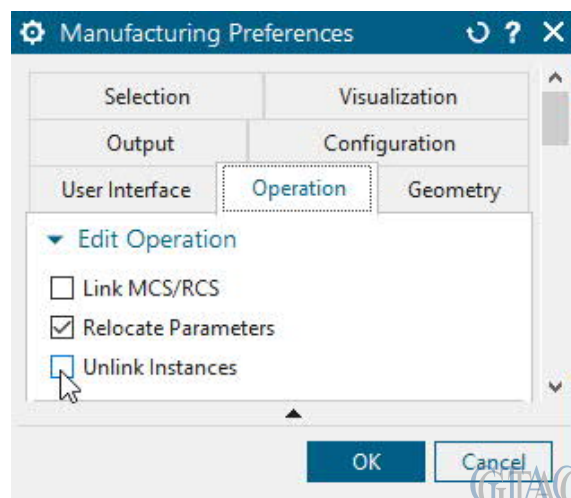 Manufacturing Preferences
Selection Visualization
Output Configuration
User Interface Operation Geometry
Edit Operation
Link MCS/RCS
Relocate Parameters
Unlink Instances
OK Cancel
GTAC